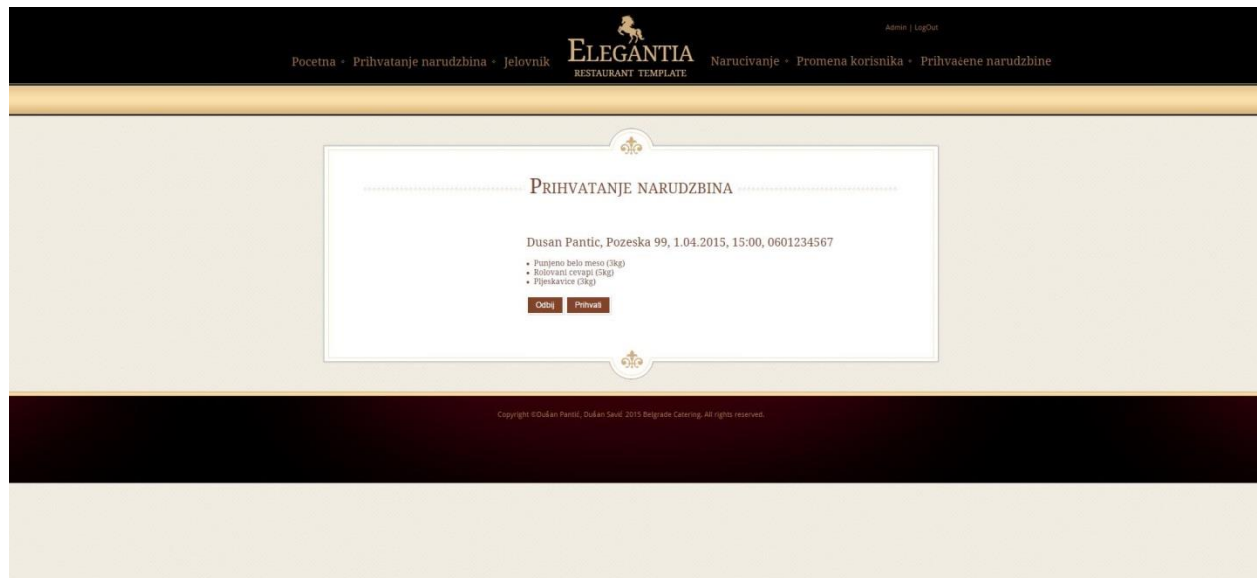 Admin | LogOut
Pocetna • Prihvatanje narudzbina • Jelovnik
ELEGANTIA
RESTAURANT TEMPLATE
Narucivanje • Promena korisnika • Prihvaćene narudzbine
PRIHVATANJE NARUDZBINA
Dusan Pantic, Pozeska 99, 1.04.2015, 15:00, 0601234567
• Punjeno belo meso (3kg)
• Rolovani cevapi (5kg)
• Pljeskavice (3kg)
Odbij Prihvati
Copyright ©Dušan Pantić, Dušan Savić 2015 Belgrade Catering. All rights reserved.